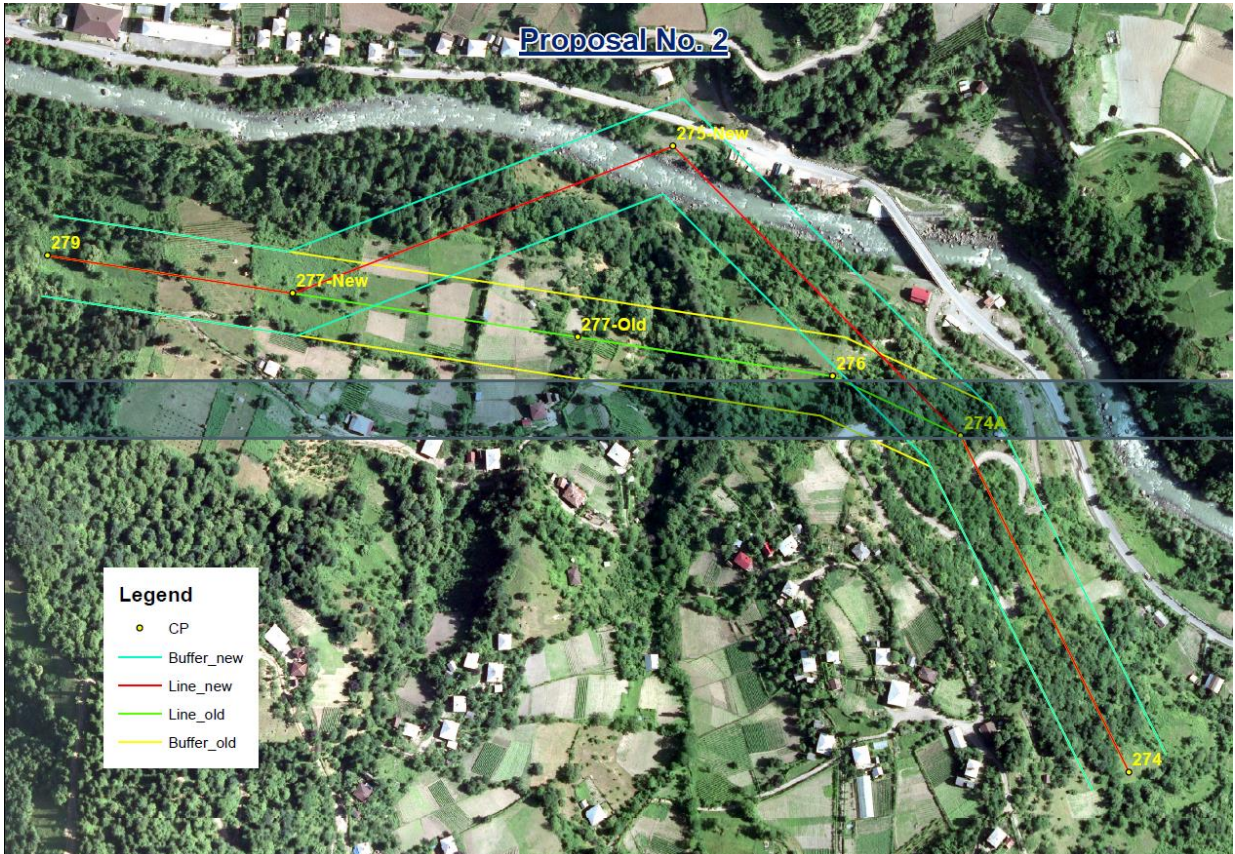 Proposal No. 2
275-New
279
277-New
277-Old
276
274A
274
Legend
CP
Buffer_new
Line_new
Line_old
Buffer_old